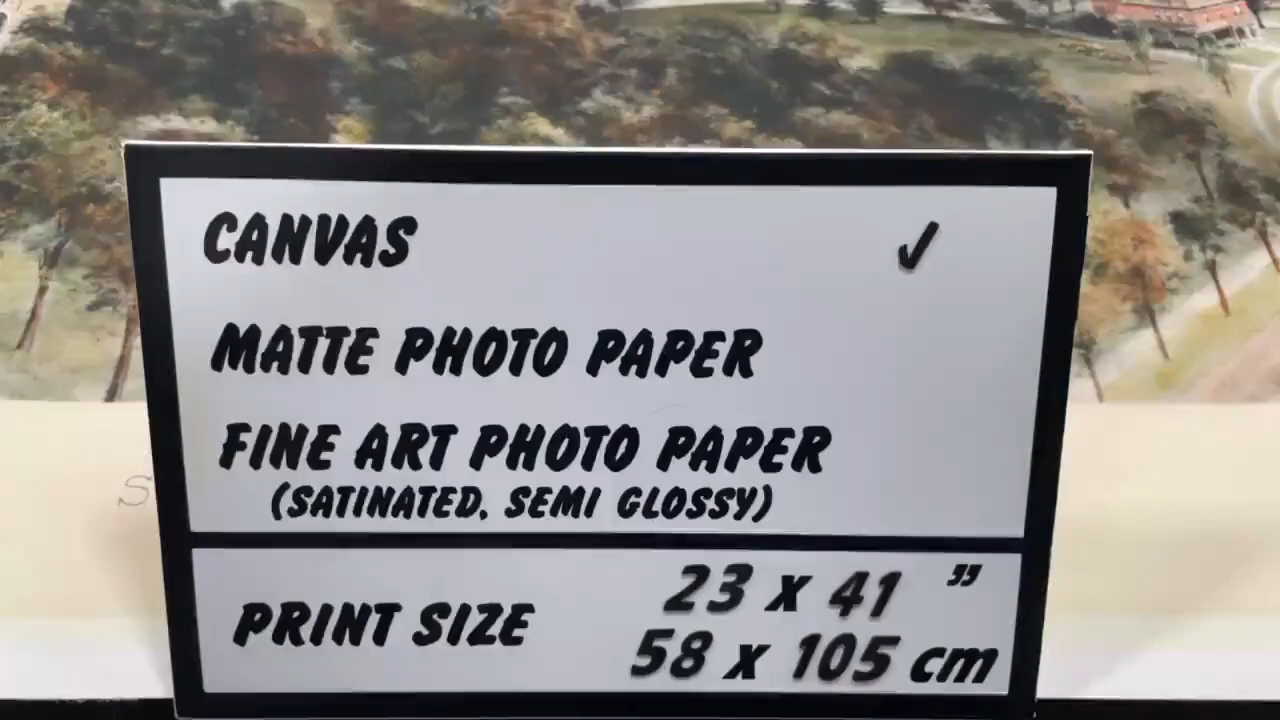 CANVAS ✓
MATTE PHOTO PAPER
FINE ART PHOTO PAPER
(SATINATED, SEMI GLOSSY)
PRINT SIZE
23 x 41 ”
58 x 105 cm